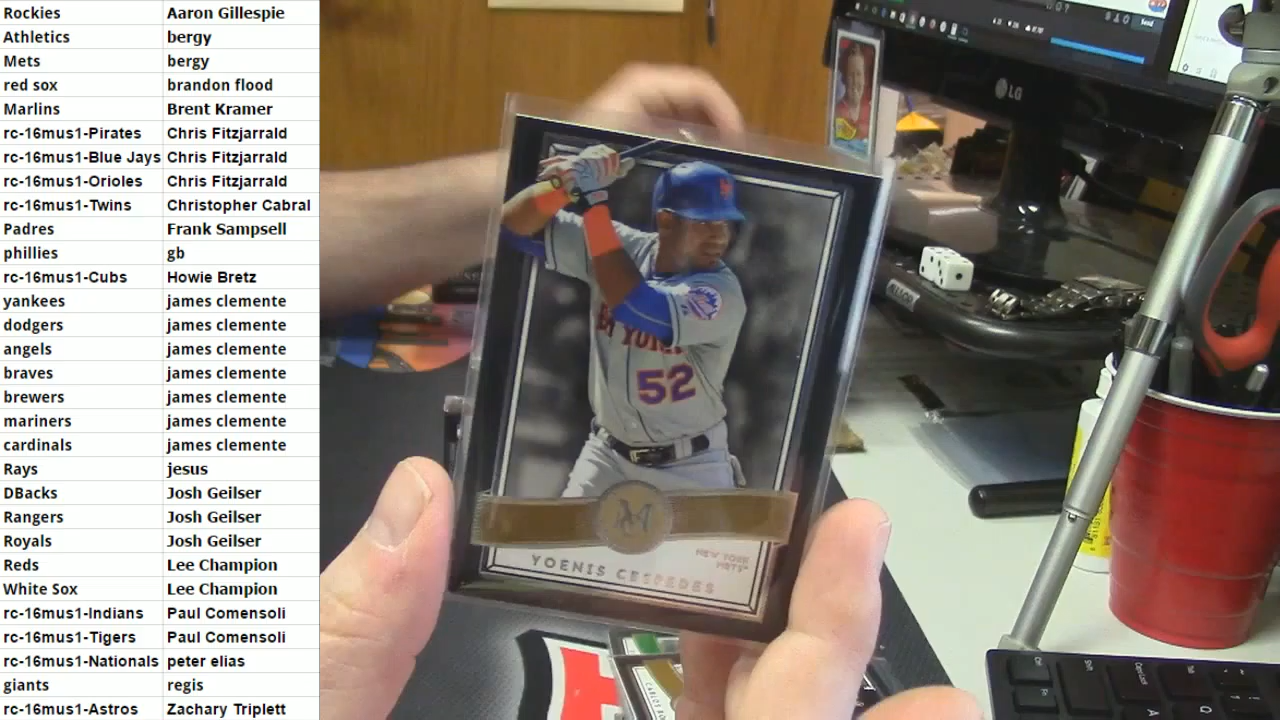 Rockies Aaron Gillespie
Athletics bergy
Mets bergy
red sox brandon flood
Marlins Brent Kramer
rc-16mus1-Pirates Chris Fitzjarrald
rc-16mus1-Blue Jays Chris Fitzjarrald
rc-16mus1-Orioles Chris Fitzjarrald
rc-16mus1-Twins Christopher Cabral
Padres Frank Sampsell
phillies gb
rc-16mus1-Cubs Howie Bretz
yankees james clemente
dodgers james clemente
angels james clemente
braves james clemente
brewers james clemente
mariners james clemente
cardinals james clemente
Rays jesus
DBacks Josh Geilser
Rangers Josh Geilser
Royals Josh Geilser
Reds Lee Champion
White Sox Lee Champion
rc-16mus1-Indians Paul Comensoli
rc-16mus1-Tigers Paul Comensoli
rc-16mus1-Nationals peter elias
giants regis
rc-16mus1-Astros Zachary Triplett
LG
52
M
NEW YORK
METS
YOENIS CESPEDES